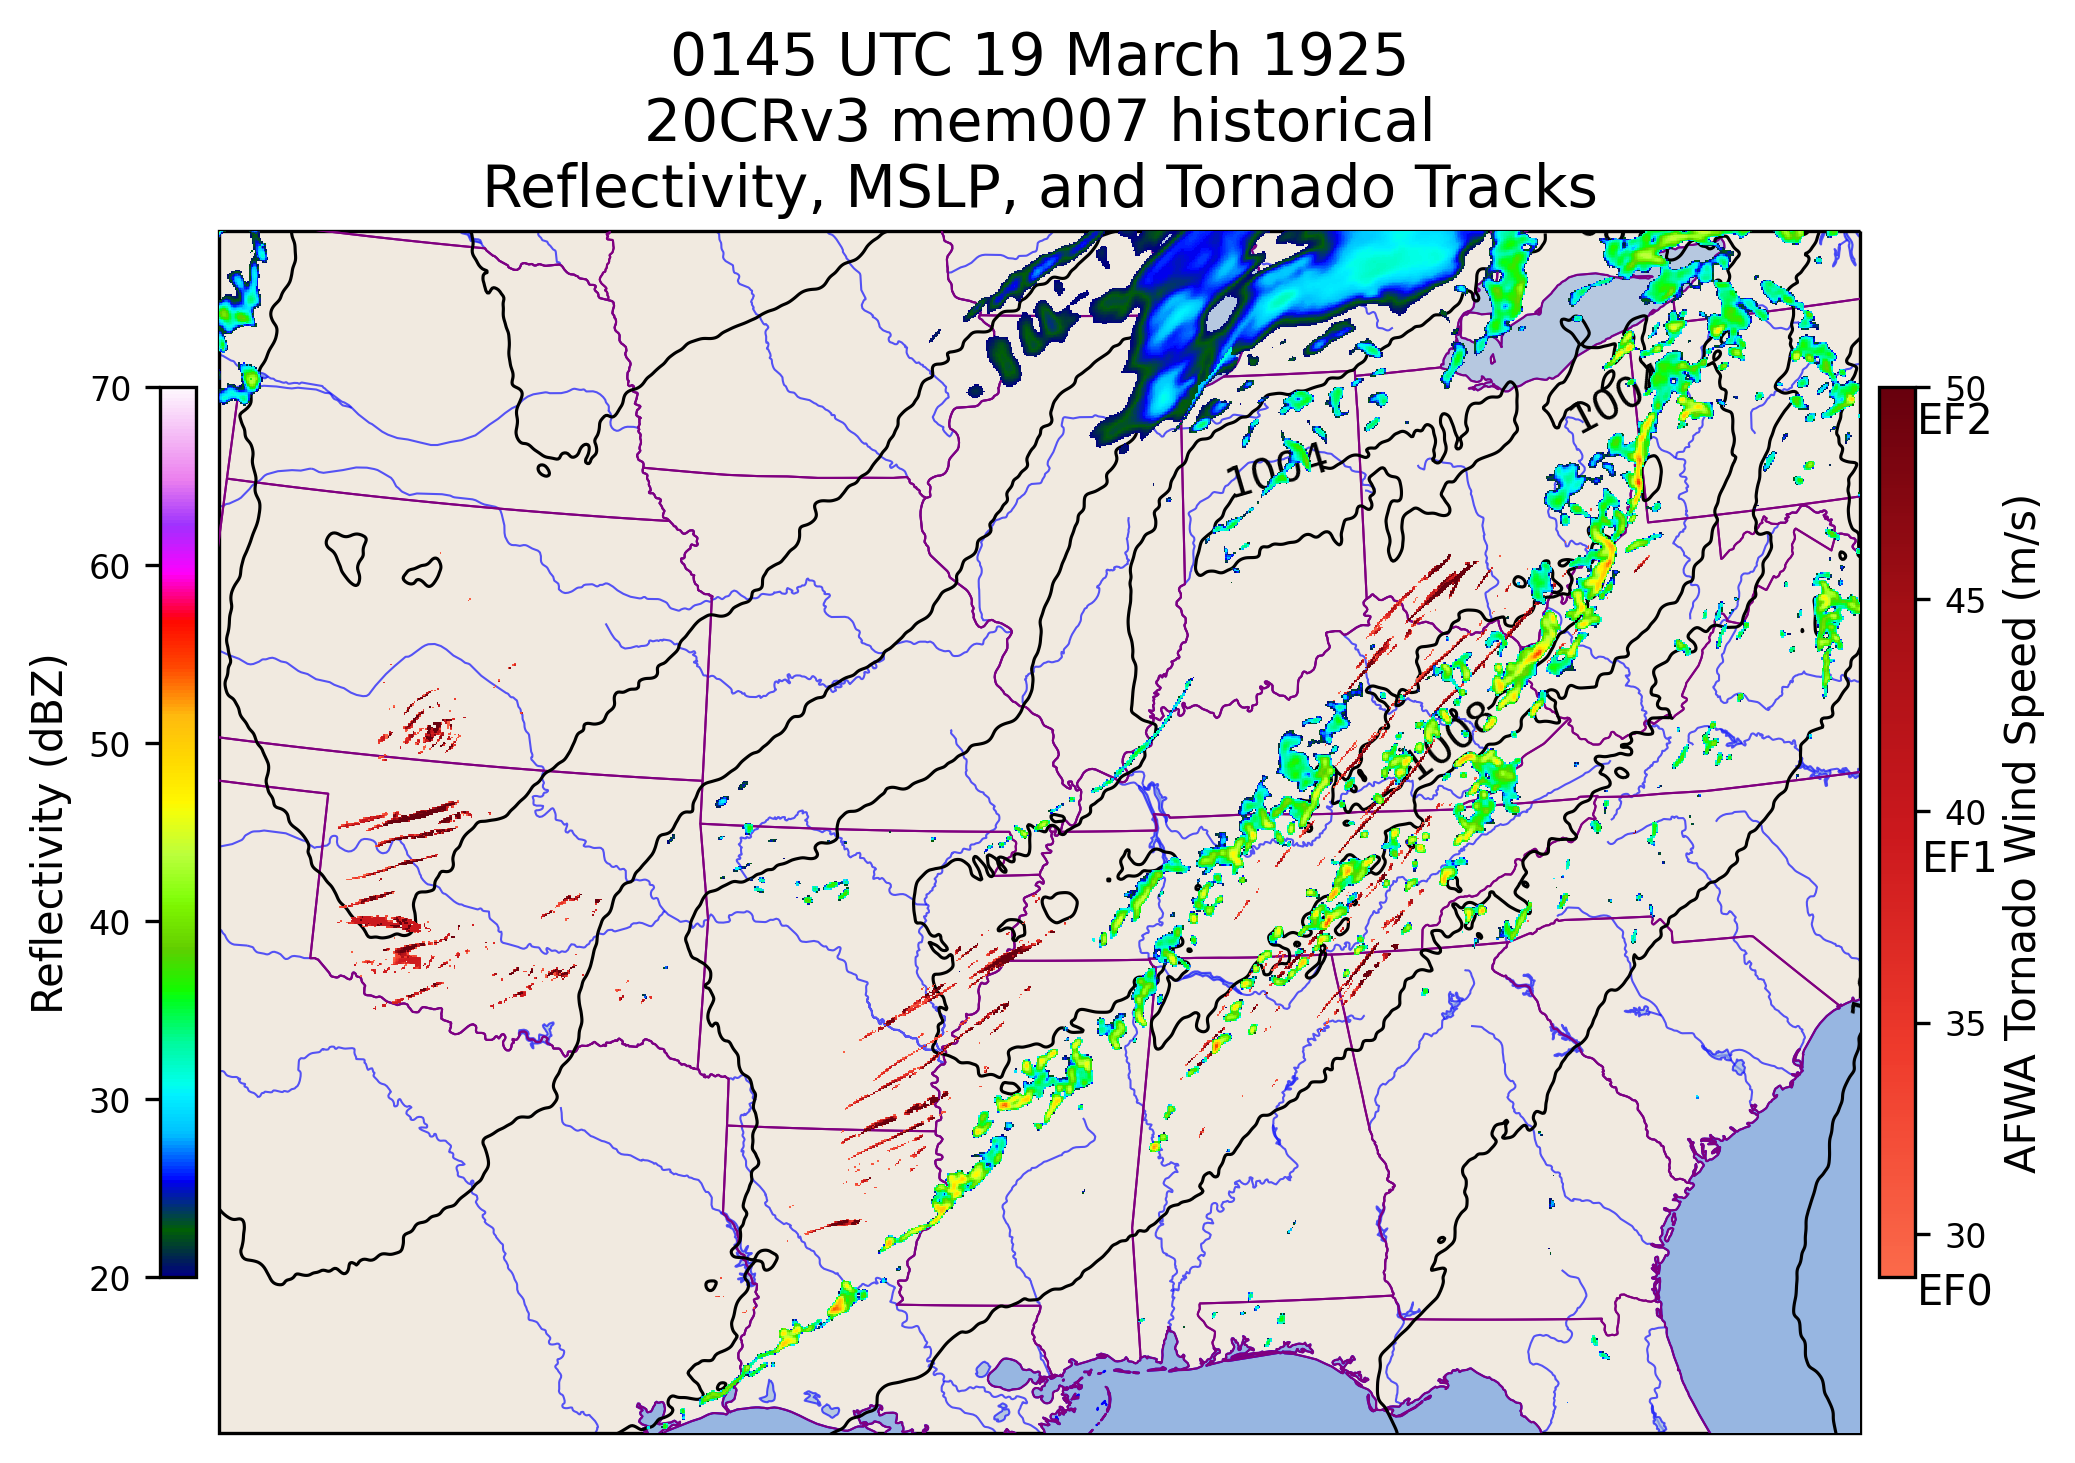 0145 UTC 19 March 1925
20CRv3 mem007 historical
Reflectivity, MSLP, and Tornado Tracks
Reflectivity (dBZ)
70
60
50
40
30
20
1004
1008
50
EF2
45
40
EF1
35
30
EF0
AFWA Tornado Wind Speed (m/s)